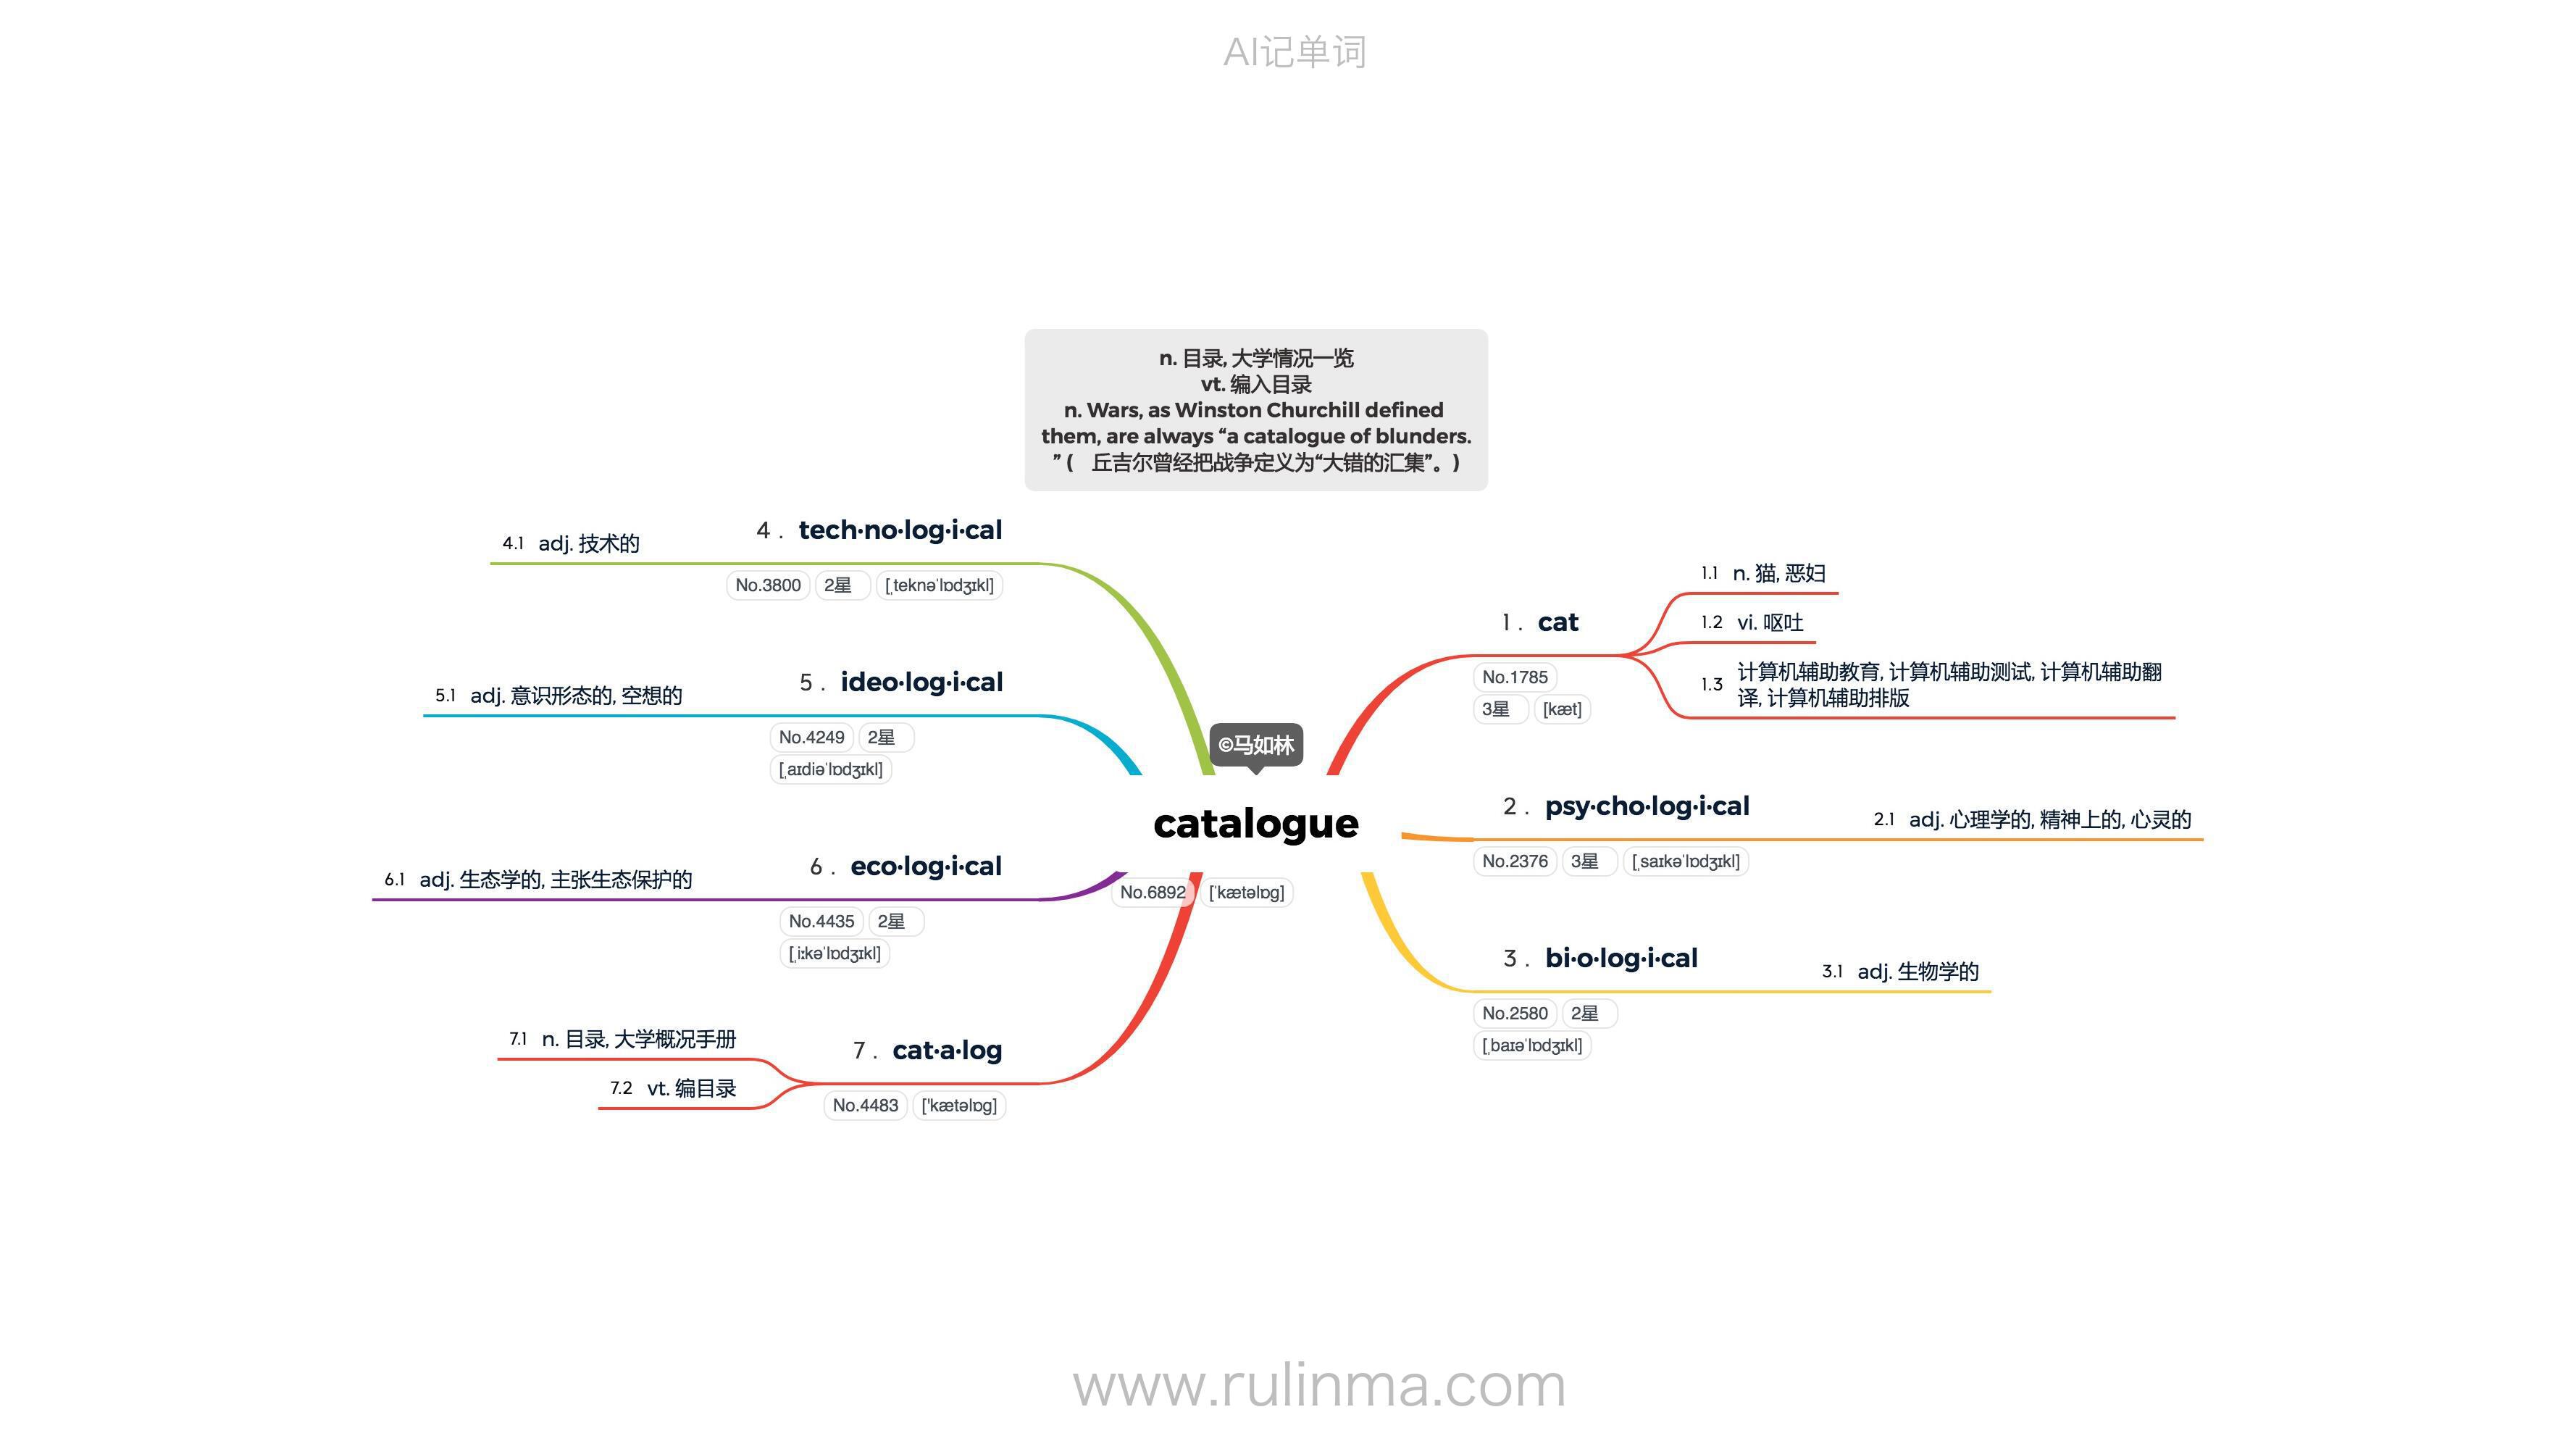 AI记单词
n. 目录, 大学情况一览
vt. 编入目录
n. Wars, as Winston Churchill defined
them, are always “a catalogue of blunders.
” ( 丘吉尔曾经把战争定义为“大错的汇集”。)
©马如林
catalogue
No.6892 [ˈkætəlɒɡ]
1 . cat
No.1785
3星 [kæt]
1.1 n. 猫, 恶妇
1.2 vi. 呕吐
1.3 计算机辅助教育, 计算机辅助测试, 计算机辅助翻
译, 计算机辅助排版
2 . psy·cho·log·i·cal
No.2376 3星 [ˌsaɪkəˈlɒdʒɪkl]
2.1 adj. 心理学的, 精神上的, 心灵的
3 . bi·o·log·i·cal
No.2580 2星
[ˌbaɪəˈlɒdʒɪkl]
3.1 adj. 生物学的
4 . tech·no·log·i·cal
No.3800 2星 [ˌteknəˈlɒdʒɪkl]
4.1 adj. 技术的
5 . ideo·log·i·cal
No.4249 2星
[ˌaɪdiəˈlɒdʒɪkl]
5.1 adj. 意识形态的, 空想的
6 . eco·log·i·cal
No.4435 2星
[ˌiːkəˈlɒdʒɪkl]
6.1 adj. 生态学的, 主张生态保护的
7 . cat·a·log
No.4483 ['kætəlɒɡ]
7.1 n. 目录, 大学概况手册
7.2 vt. 编目录
www.rulinma.com